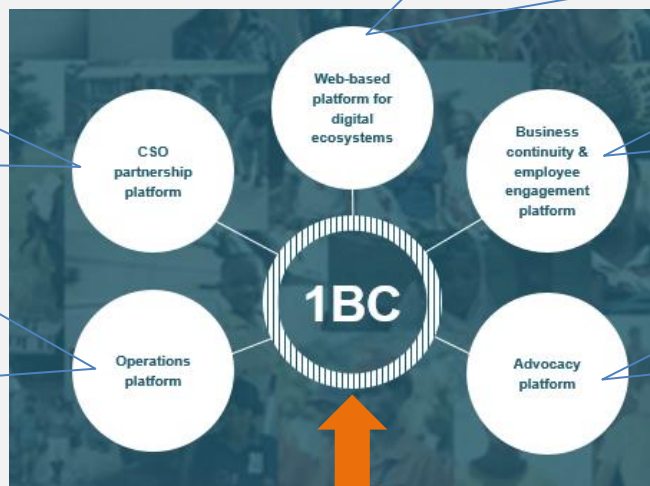 Web-based
platform for
digital
ecosystems
CSO
partnership
platform
Business
continuity &
employee
engagement
platform
1BC
Operations
platform
Advocacy
platform